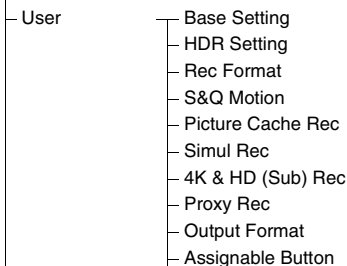 User
Base Setting
HDR Setting
Rec Format
S&Q Motion
Picture Cache Rec
Simul Rec
4K & HD (Sub) Rec
Proxy Rec
Output Format
Assignable Button